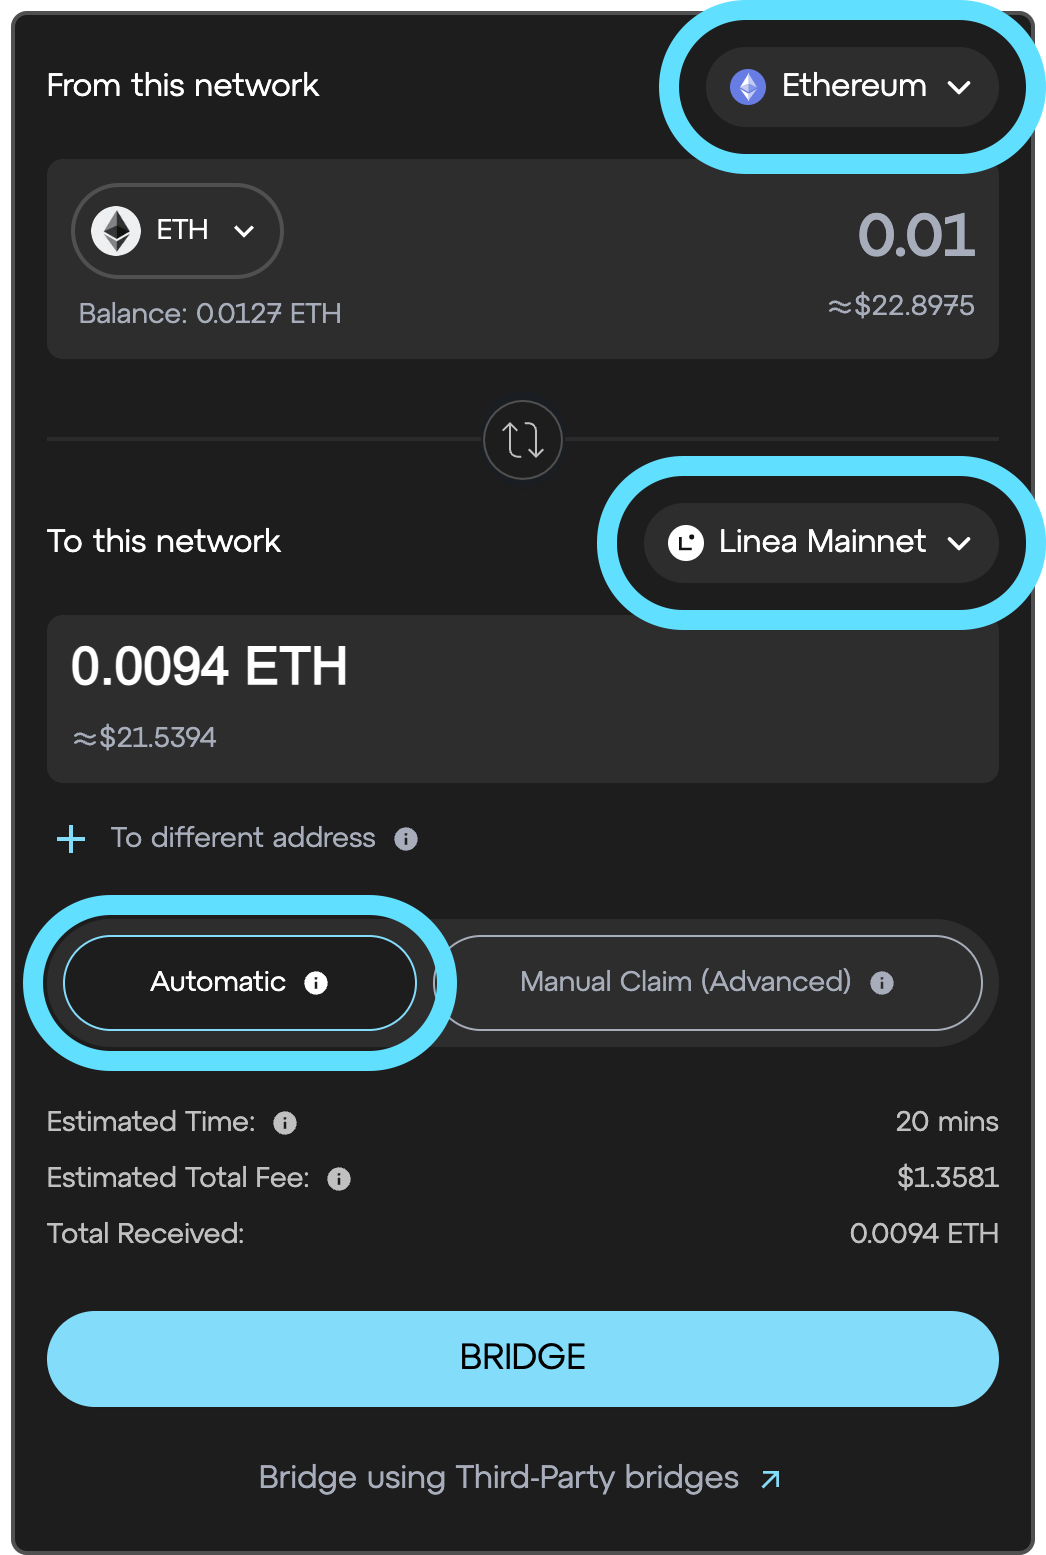 From this network
Ethereum
ETH
0.01
Balance: 0.0127 ETH
≈$22.8975
To this network
Linea Mainnet
0.0094 ETH
≈$21.5394
To different address
Automatic
Manual Claim (Advanced)
Estimated Time: 20 mins
Estimated Total Fee: $1.3581
Total Received: 0.0094 ETH
BRIDGE
Bridge using Third-Party bridges